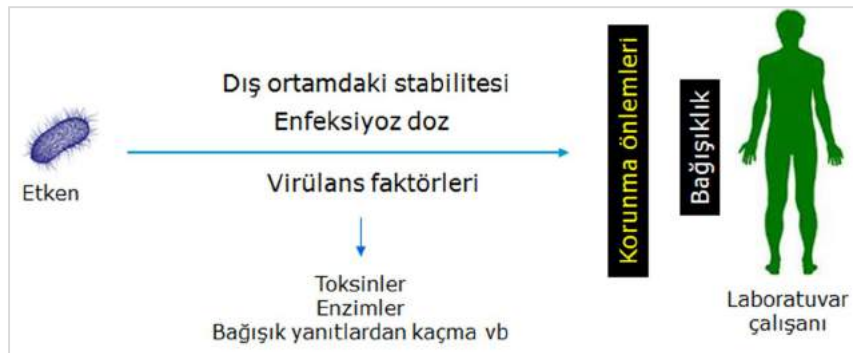 Dış ortamdaki stabilitesi
Enfeksiyoz doz
Etken
Virülans faktörleri
Toksinler
Enzimler
Bağışık yanıtlardan kaçma vb
Korunma önlemleri
Bağışıklık
Laboratuvar
çalışanı